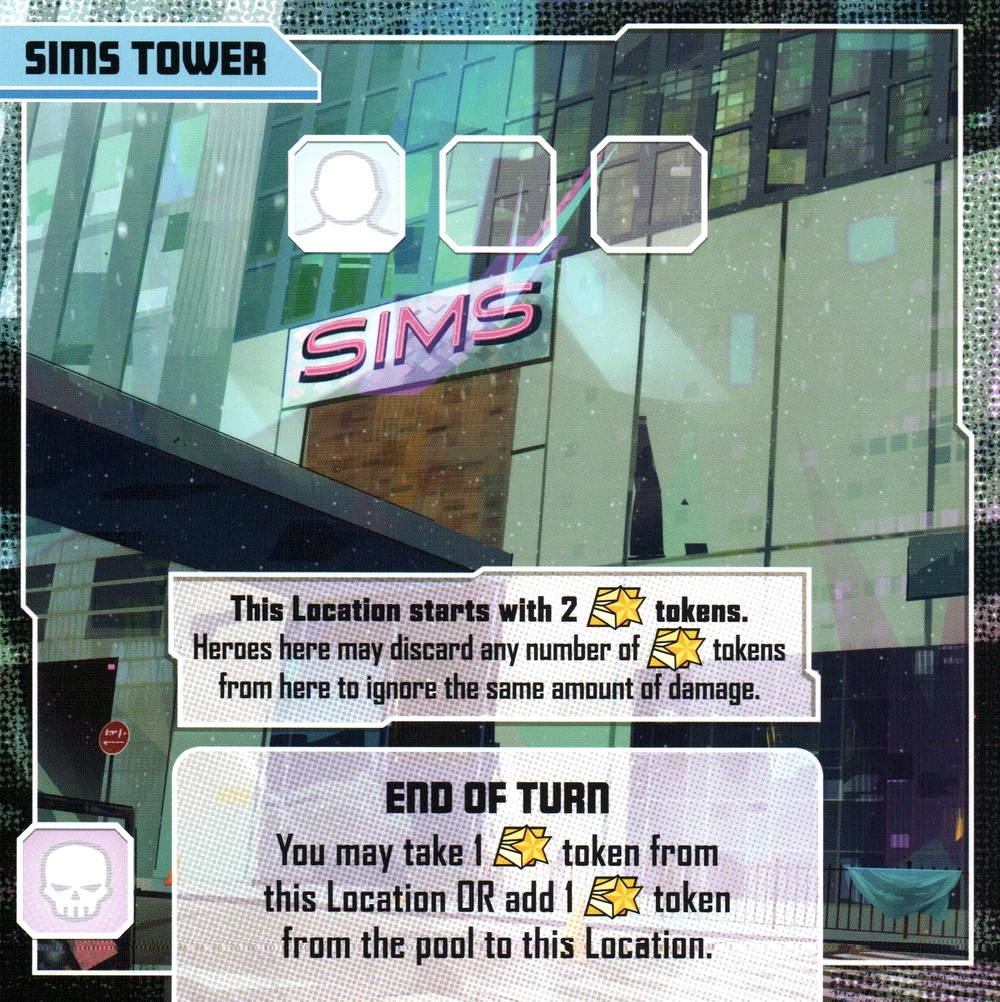 SIMS TOWER
SIMS
This Location starts with 2 tokens.
Heroes here may discard any number of tokens
from here to ignore the same amount of damage.
END OF TURN
You may take 1 token from
this Location OR add 1 token
from the pool to this Location.